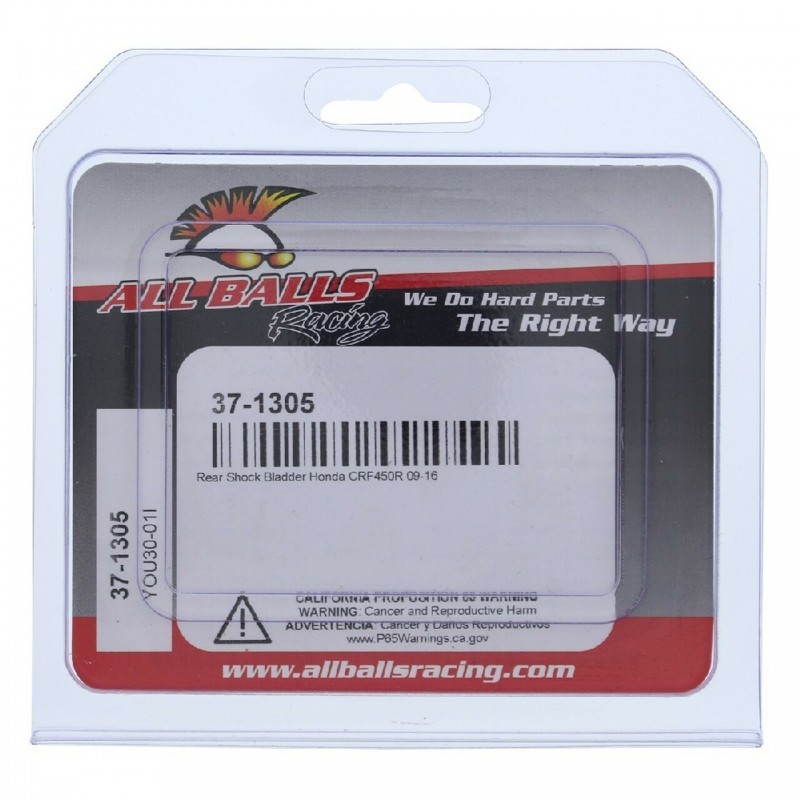 ALL BALLS
Racing
We Do Hard Parts
The Right Way
37-1305
Rear Shock Bladder Honda CRF450R 09-16
37-1305
YOU30-01I
CALIFORNIA PROPOSITION 65 WARNING
WARNING: Cancer and Reproductive Harm
ADVERTENCIA: Cancer y Daños Reproductivos
www.P65Warnings.ca.gov
www.allballsracing.com